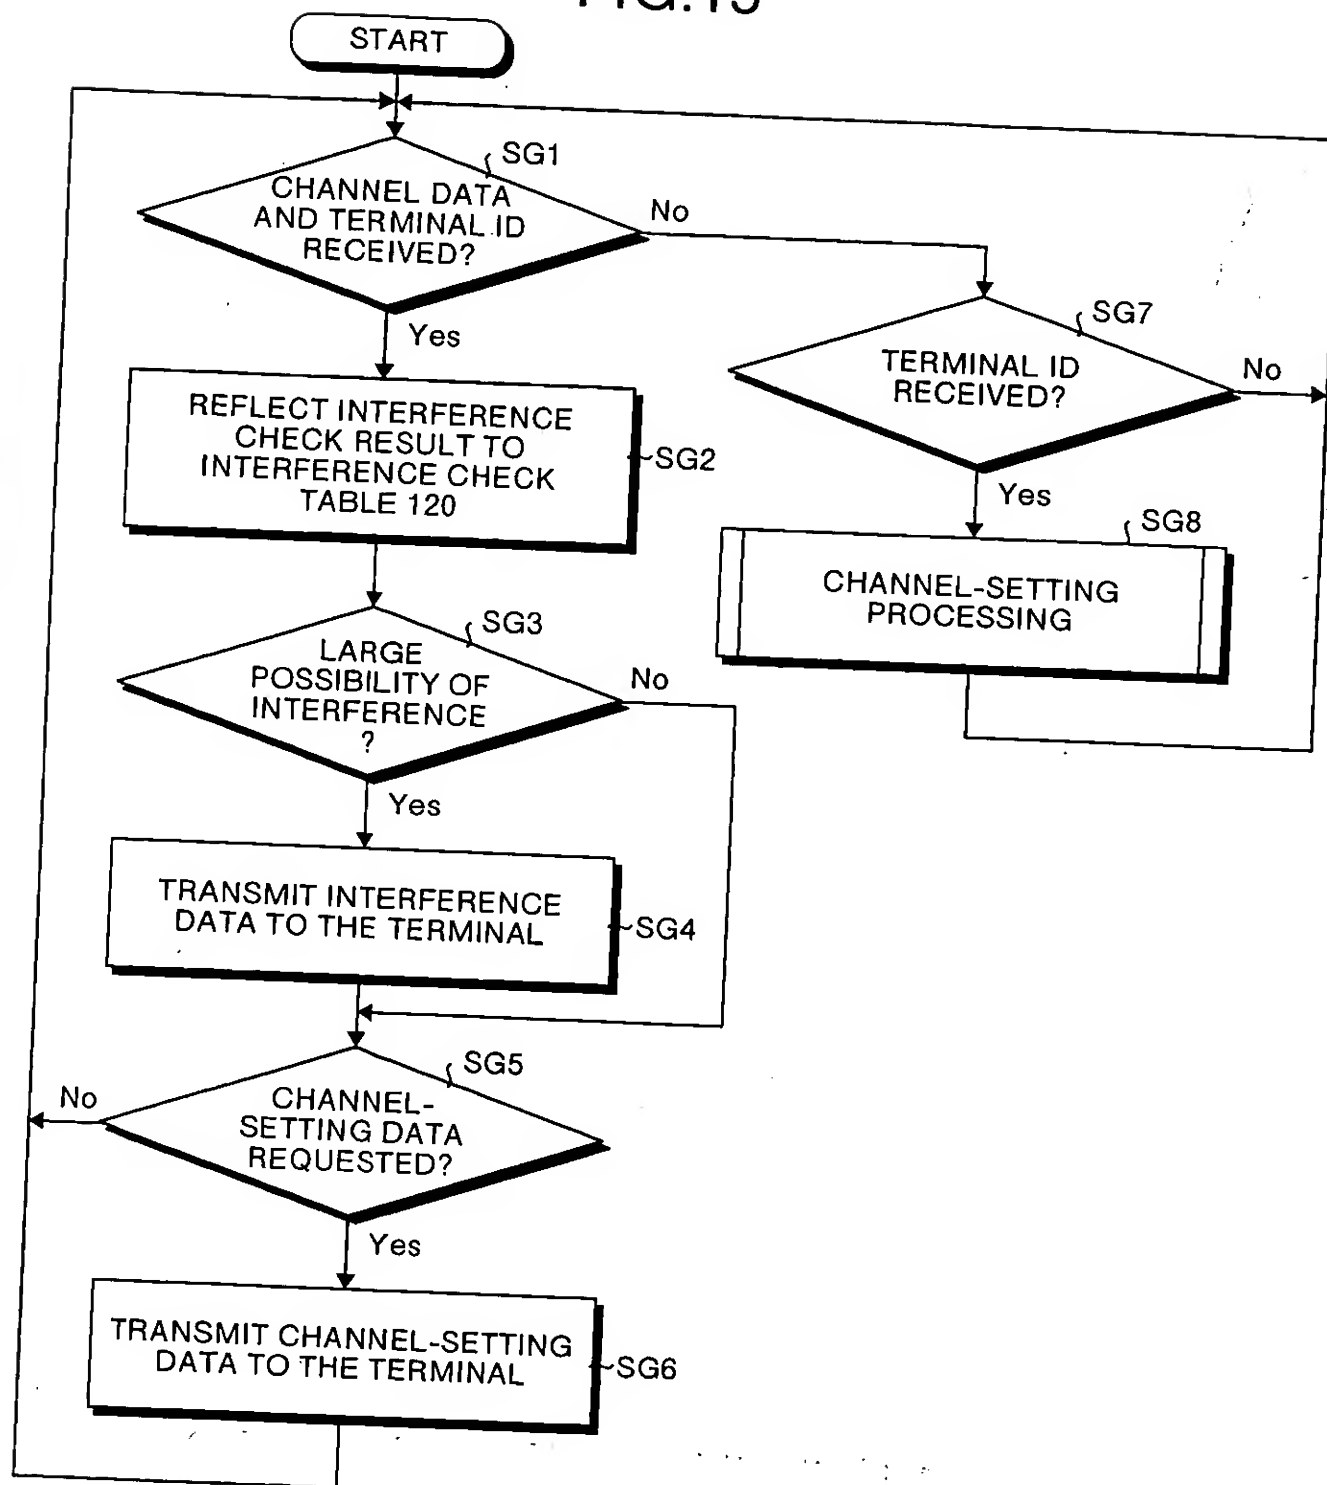 START
SG1
CHANNEL DATA
AND TERMINAL ID
RECEIVED?
No
Yes
SG7
TERMINAL ID
RECEIVED?
No
Yes
REFLECT INTERFERENCE
CHECK RESULT TO
INTERFERENCE CHECK
TABLE 120
SG2
SG8
CHANNEL-SETTING
PROCESSING
SG3
LARGE
POSSIBILITY OF
INTERFERENCE
?
No
Yes
TRANSMIT INTERFERENCE
DATA TO THE TERMINAL
SG4
SG5
CHANNEL-
SETTING DATA
REQUESTED?
No
Yes
TRANSMIT CHANNEL-SETTING
DATA TO THE TERMINAL
SG6